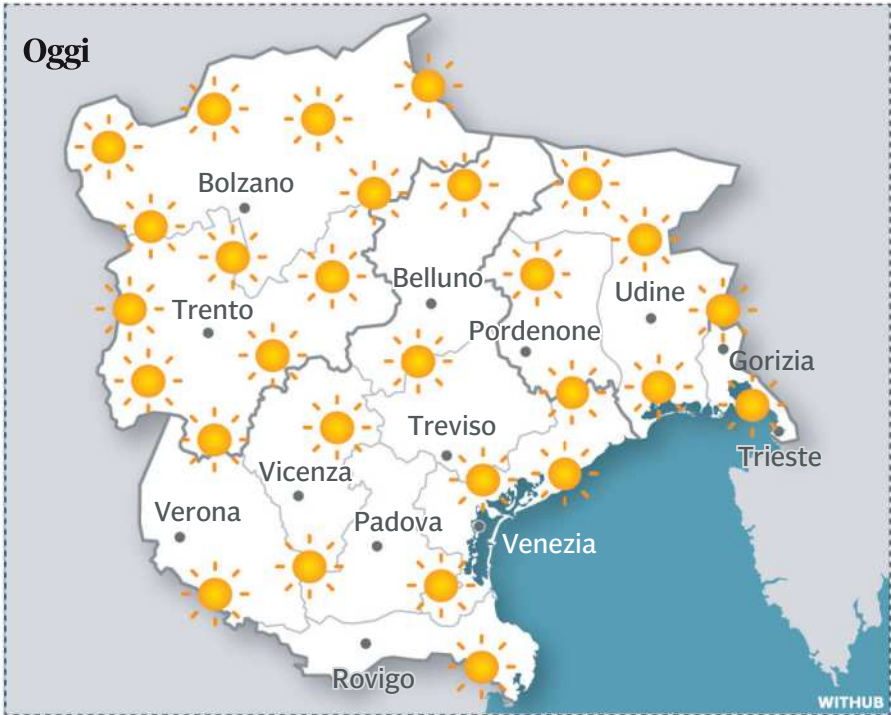 Oggi
Bolzano
Trento
Belluno
Udine
Pordenone
Gorizia
Trieste
Treviso
Vicenza
Verona
Padova
Venezia
Rovigo
WITHUB